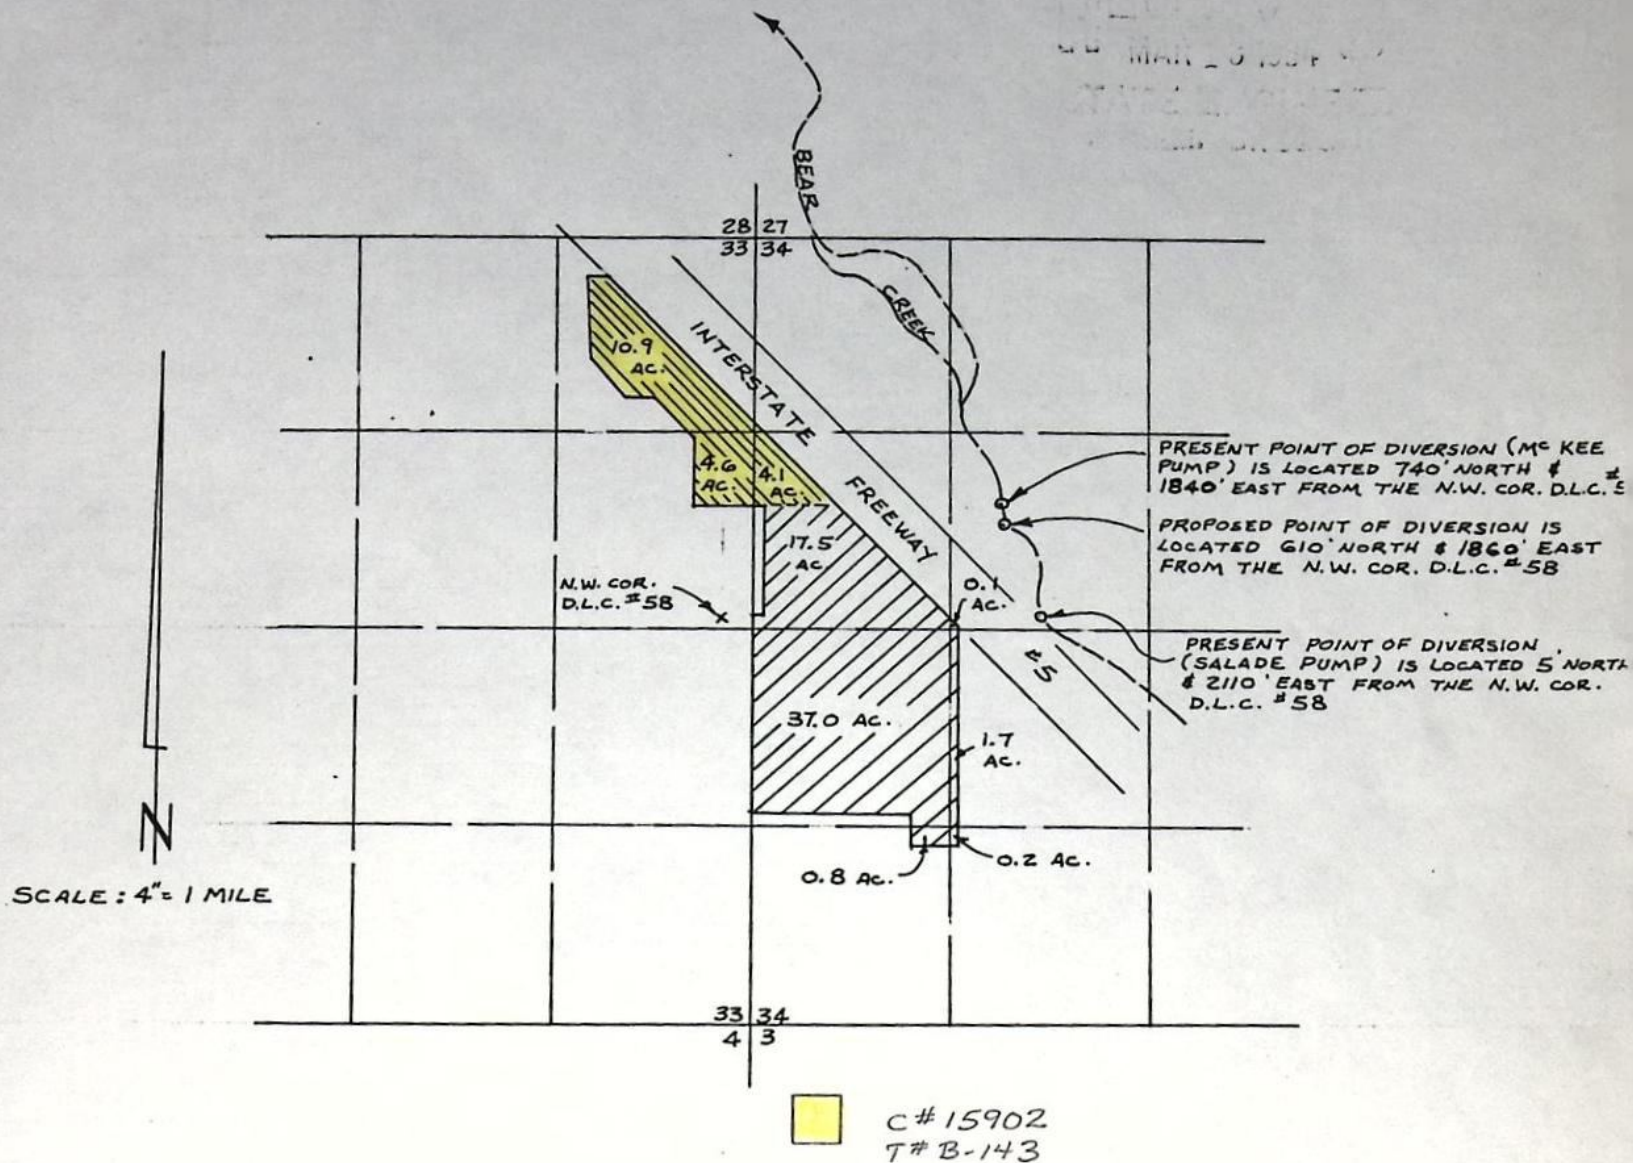 BEAR
CREEK
28 27
33 34
10.9
AC.
INTERSTATE
FREEWAY
#5
4.6
AC.
4.1
AC.
17.5
AC.
N.W. COR.
D.L.C. #58
0.1
AC.
37.0 AC.
1.7
AC.
0.8 AC.
0.2 AC.
PRESENT POINT OF DIVERSION (Mc KEE
PUMP) IS LOCATED 740' NORTH &
1840' EAST FROM THE N.W. COR. D.L.C. #5
PROPOSED POINT OF DIVERSION IS
LOCATED 610' NORTH & 1860' EAST
FROM THE N.W. COR. D.L.C. #58
PRESENT POINT OF DIVERSION
(SALADE PUMP) IS LOCATED 5' NORTH
& 2110' EAST FROM THE N.W. COR.
D.L.C. #58
N
SCALE: 4" = 1 MILE
33 34
4 3
C# 15902
T# B-143